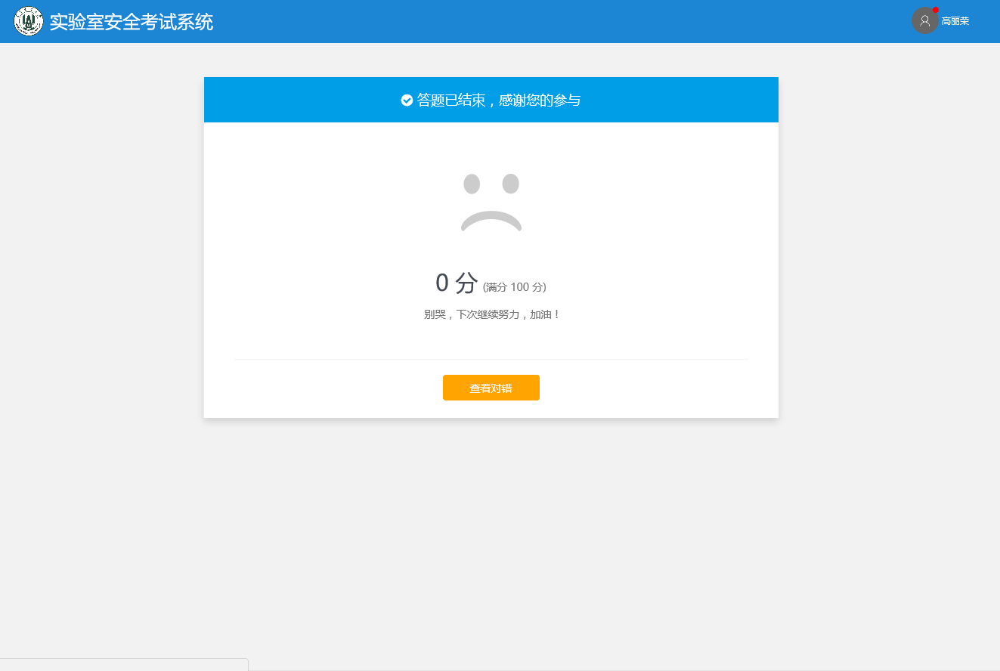 实验室安全考试系统
高丽荣
答题已结束，感谢您的参与
0 分 (满分 100 分)
别哭，下次继续努力，加油！
查看对错